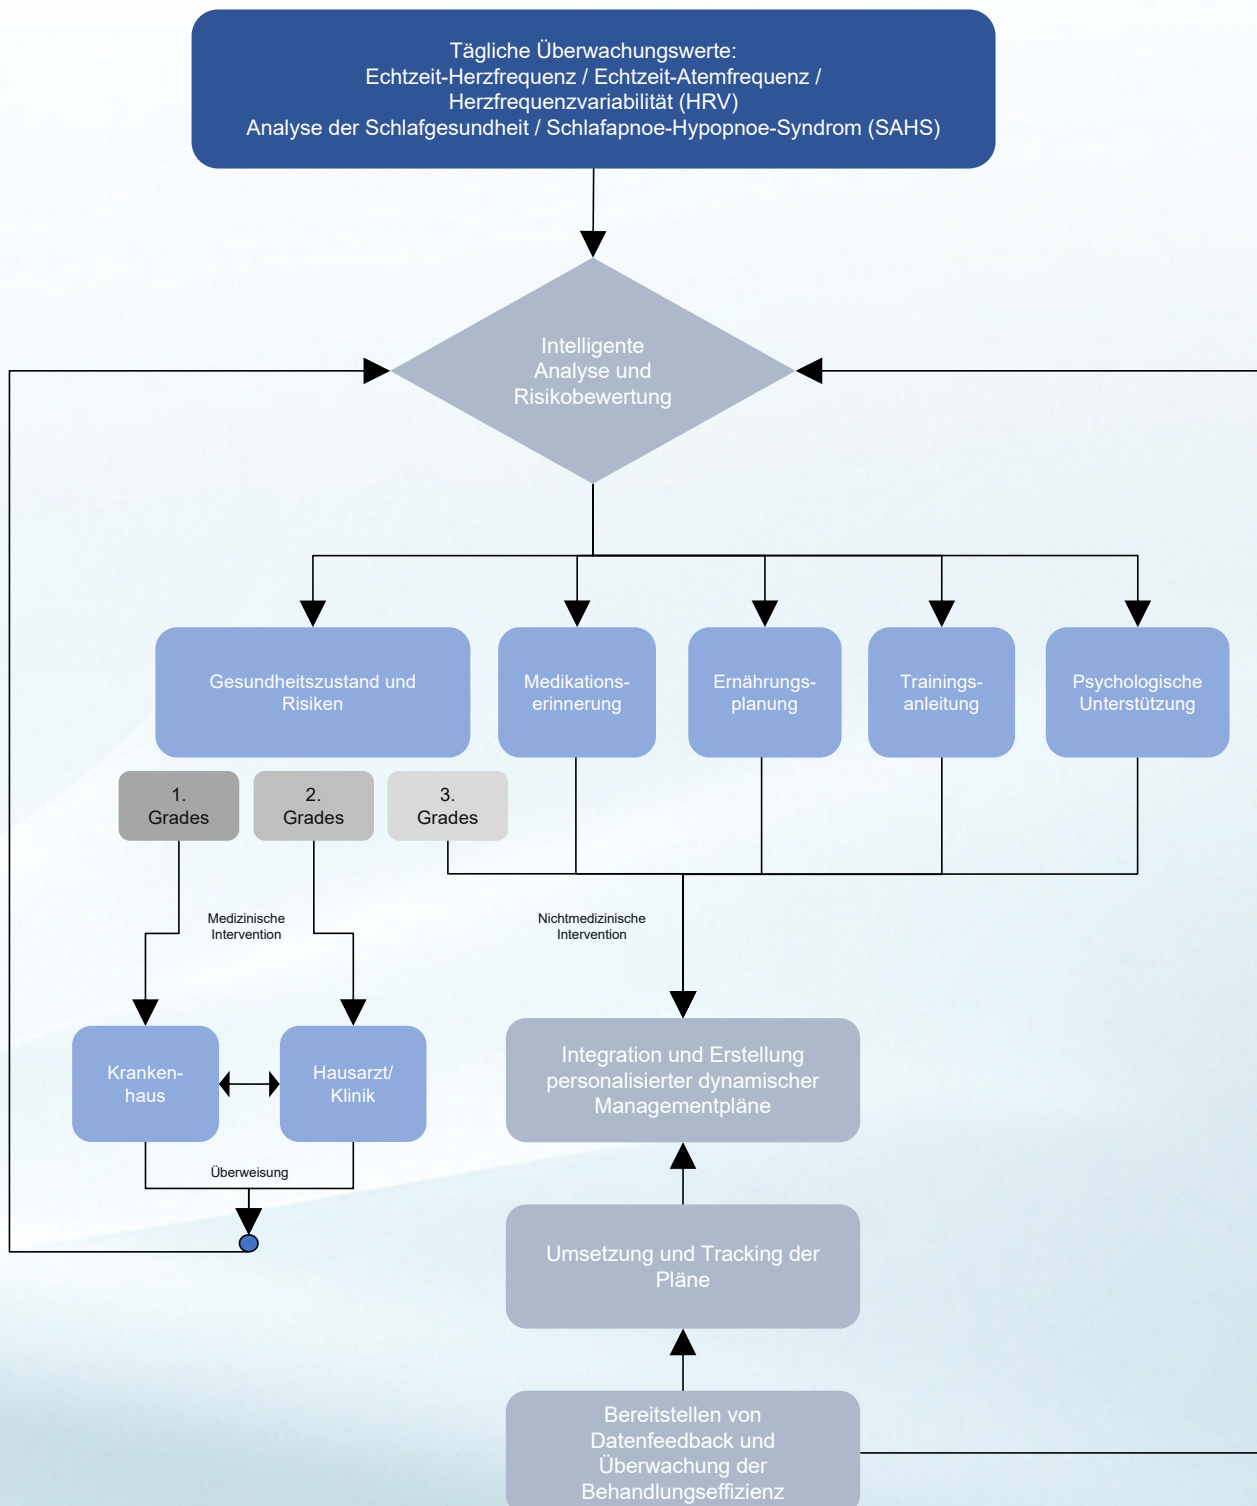 Tägliche Überwachungswerte:
Echtzeit-Herzfrequenz / Echtzeit-Atemfrequenz /
Herzfrequenzvariabilität (HRV)
Analyse der Schlafgesundheit / Schlafapnoe-Hypopnoe-Syndrom (SAHS)
Intelligente
Analyse und
Risikobewertung
Gesundheitszustand und
Risiken
Medikations-
erinnerung
Ernährungs-
planung
Trainings-
anleitung
Psychologische
Unterstützung
1.
Grades
2.
Grades
3.
Grades
Medizinische
Intervention
Nichtmedizinische
Intervention
Kranken-
haus
Hausarzt/
Klinik
Überweisung
Integration und Erstellung
personalisierter dynamischer
Managementpläne
Umsetzung und Tracking der
Pläne
Bereitstellen von
Datenfeedback und
Überwachung der
Behandlungseffizienz